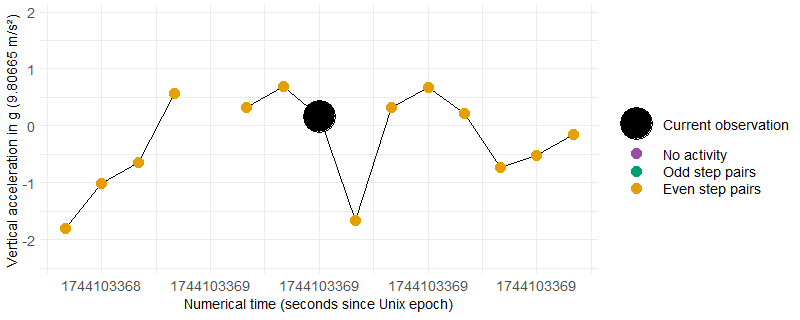 Vertical acceleration in g (9.80665 m/s²)
2
1
0
-1
-2
1744103368
1744103369
1744103369
1744103369
1744103369
Numerical time (seconds since Unix epoch)
Current observation
No activity
Odd step pairs
Even step pairs